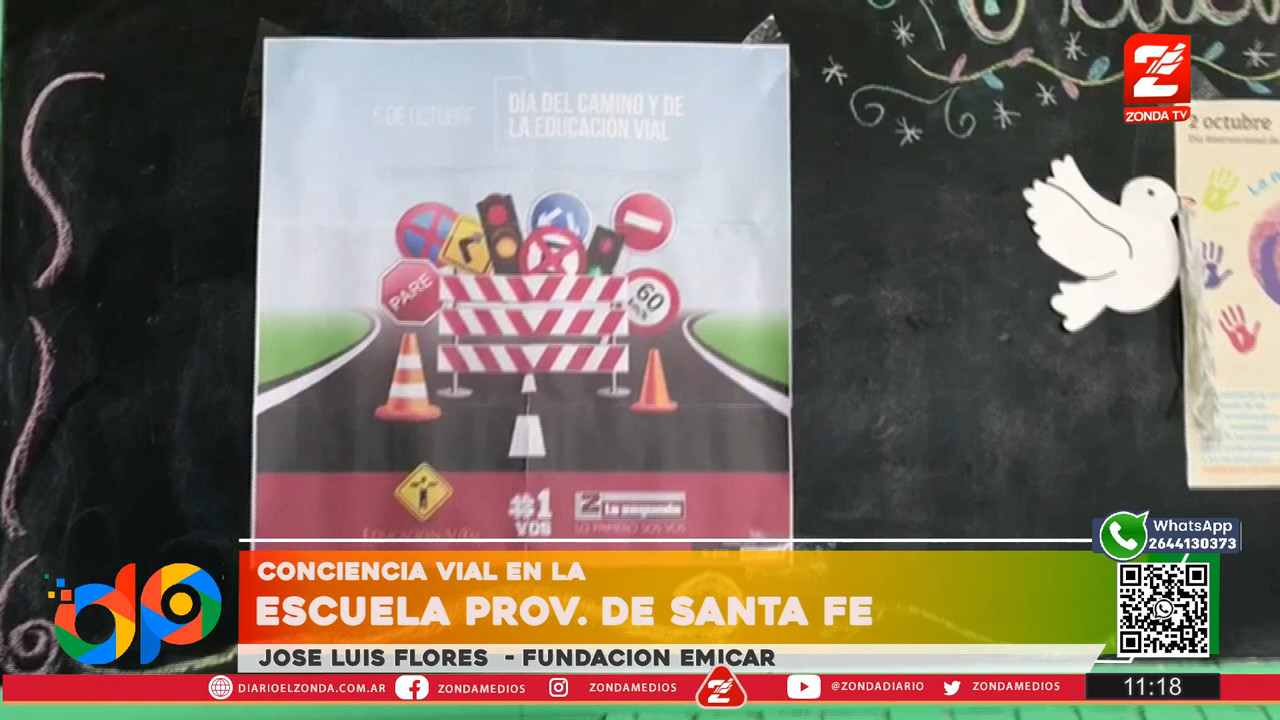 5 DE OCTUBRE
DÍA DEL CAMINO Y DE
LA EDUCACIÓN VIAL
PARE
60
#1
VOS
la segunda
LO PRIMERO SOS VOS
Z
ZONDA TV
2 octubre
WhatsApp
2644130373
CONCIENCIA VIAL EN LA
ESCUELA PROV. DE SANTA FE
JOSE LUIS FLORES - FUNDACION EMICAR
DIARIOELZONDA.COM.AR
ZONDAMEDIOS
ZONDAMEDIOS
@ZONDADIARIO
ZONDAMEDIOS
11:18